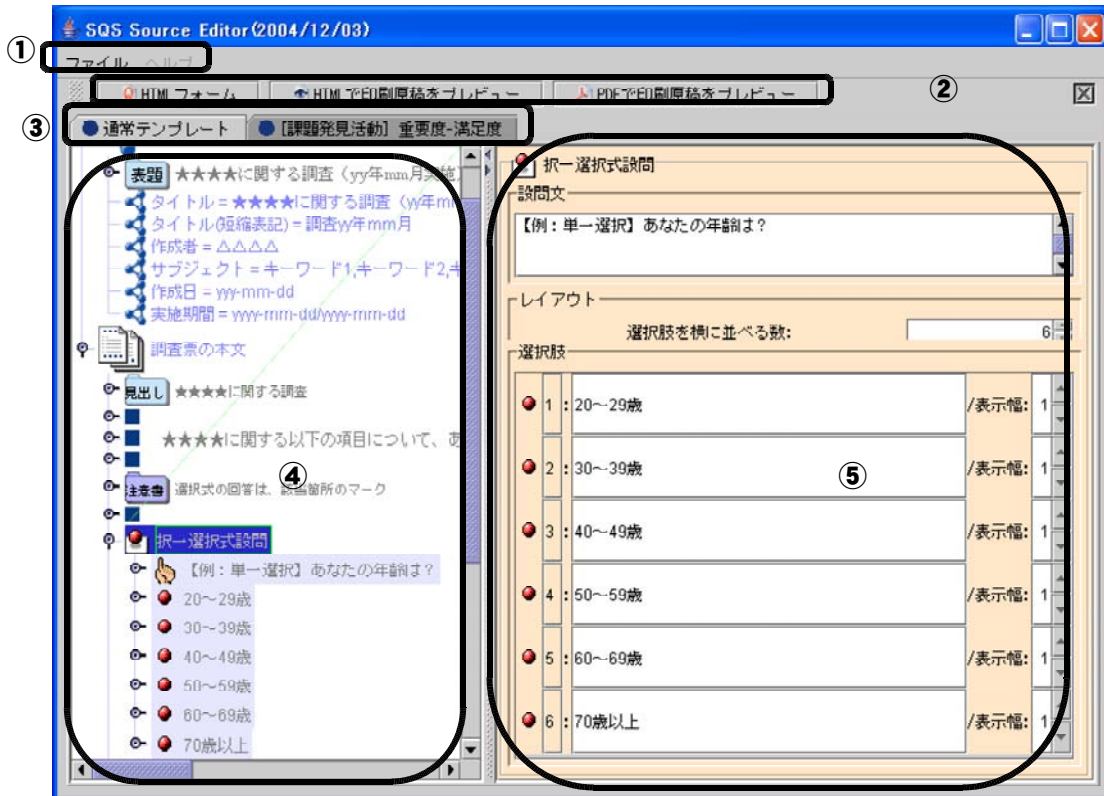 SQS Source Editor(2004/12/03)
①
ファイル ヘルプ
HTMLフォーム HTMLで印刷原稿をプレビュー PDFで印刷原稿をプレビュー
②
③
通常テンプレート [課題発見活動] 重要度-満足度
表題 ★★★★に関する調査(yy年mm月実施
タイトル = ★★★★に関する調査(yy年m
タイトル(短縮表記) = 調査yy年mm月
作成者 = △△△△
サブジェクト = キーワード1,キーワード2,キ
作成日 = yyy-mm-dd
実施期間 = yyyy-mm-dd/yyyy-mm-dd
調査票の本文
見出し ★★★★に関する調査
★★★★に関する以下の項目について、あ
④
注意書 選択式の回答は、該当箇所のマーク
択一選択式設問
【例:単一選択】あなたの年齢は?
20~29歳
30~39歳
40~49歳
50~59歳
60~69歳
70歳以上
択一選択式設問
設問文
【例:単一選択】あなたの年齢は?
レイアウト
選択肢を横に並べる数: 6
選択肢
1 : 20~29歳 /表示幅: 1
2 : 30~39歳 /表示幅: 1
⑤
3 : 40~49歳 /表示幅: 1
4 : 50~59歳 /表示幅: 1
5 : 60~69歳 /表示幅: 1
6 : 70歳以上 /表示幅: 1